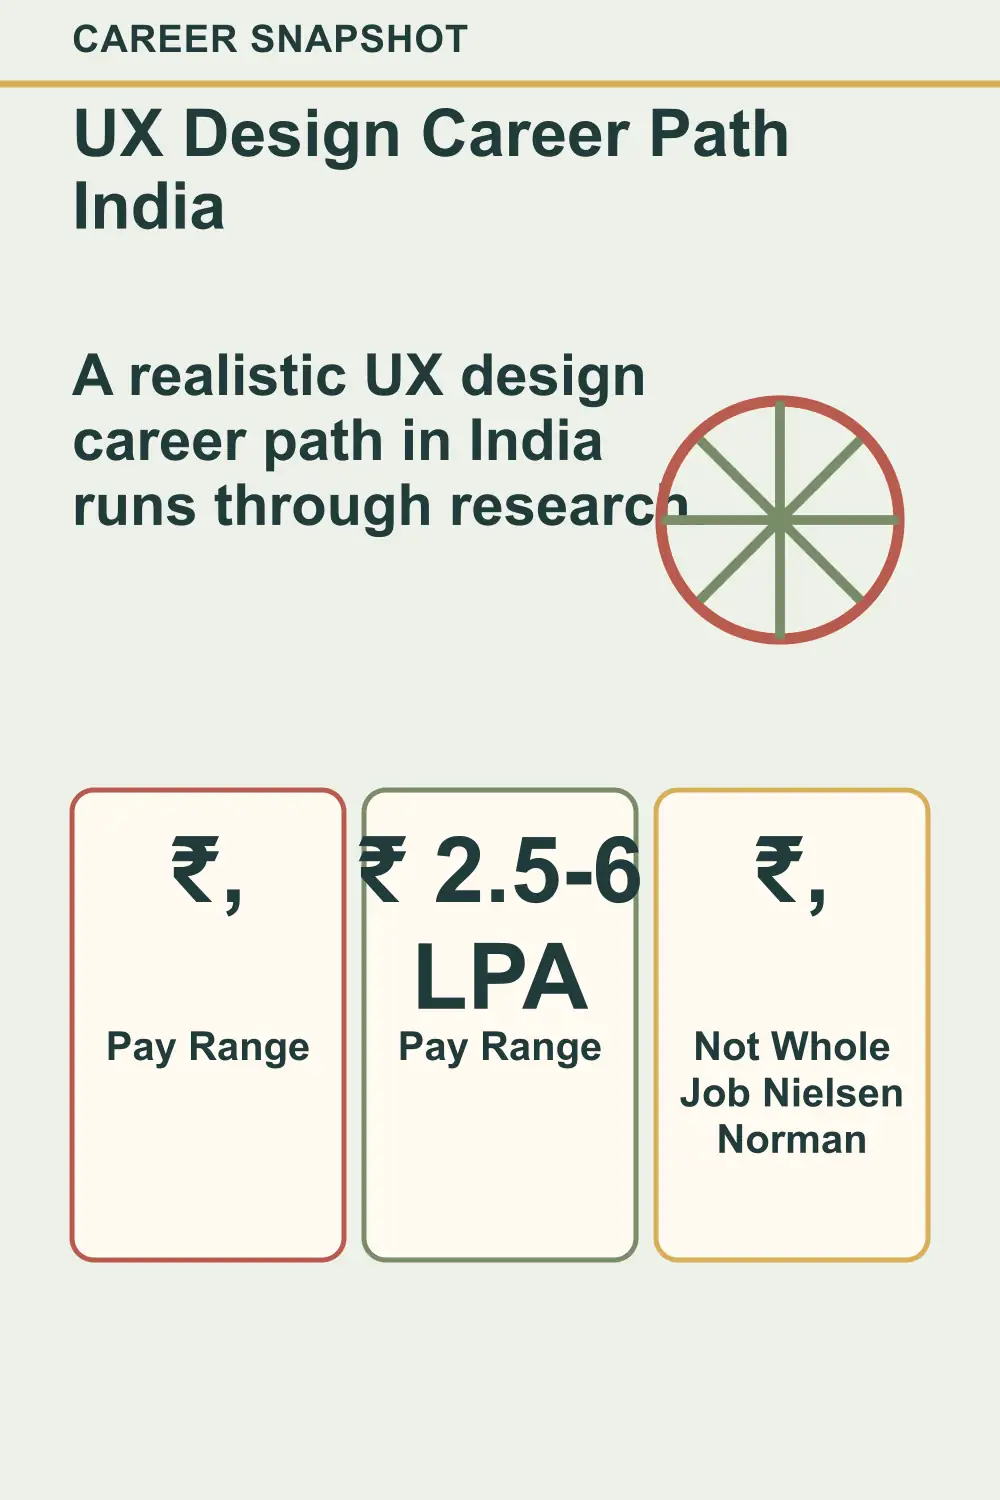 CAREER SNAPSHOT
UX Design Career Path
India
A realistic UX design
career path in India
runs through research
₹,
Pay Range
₹ 2.5-6
LPA
Pay Range
₹,
Not Whole
Job Nielsen
Norman